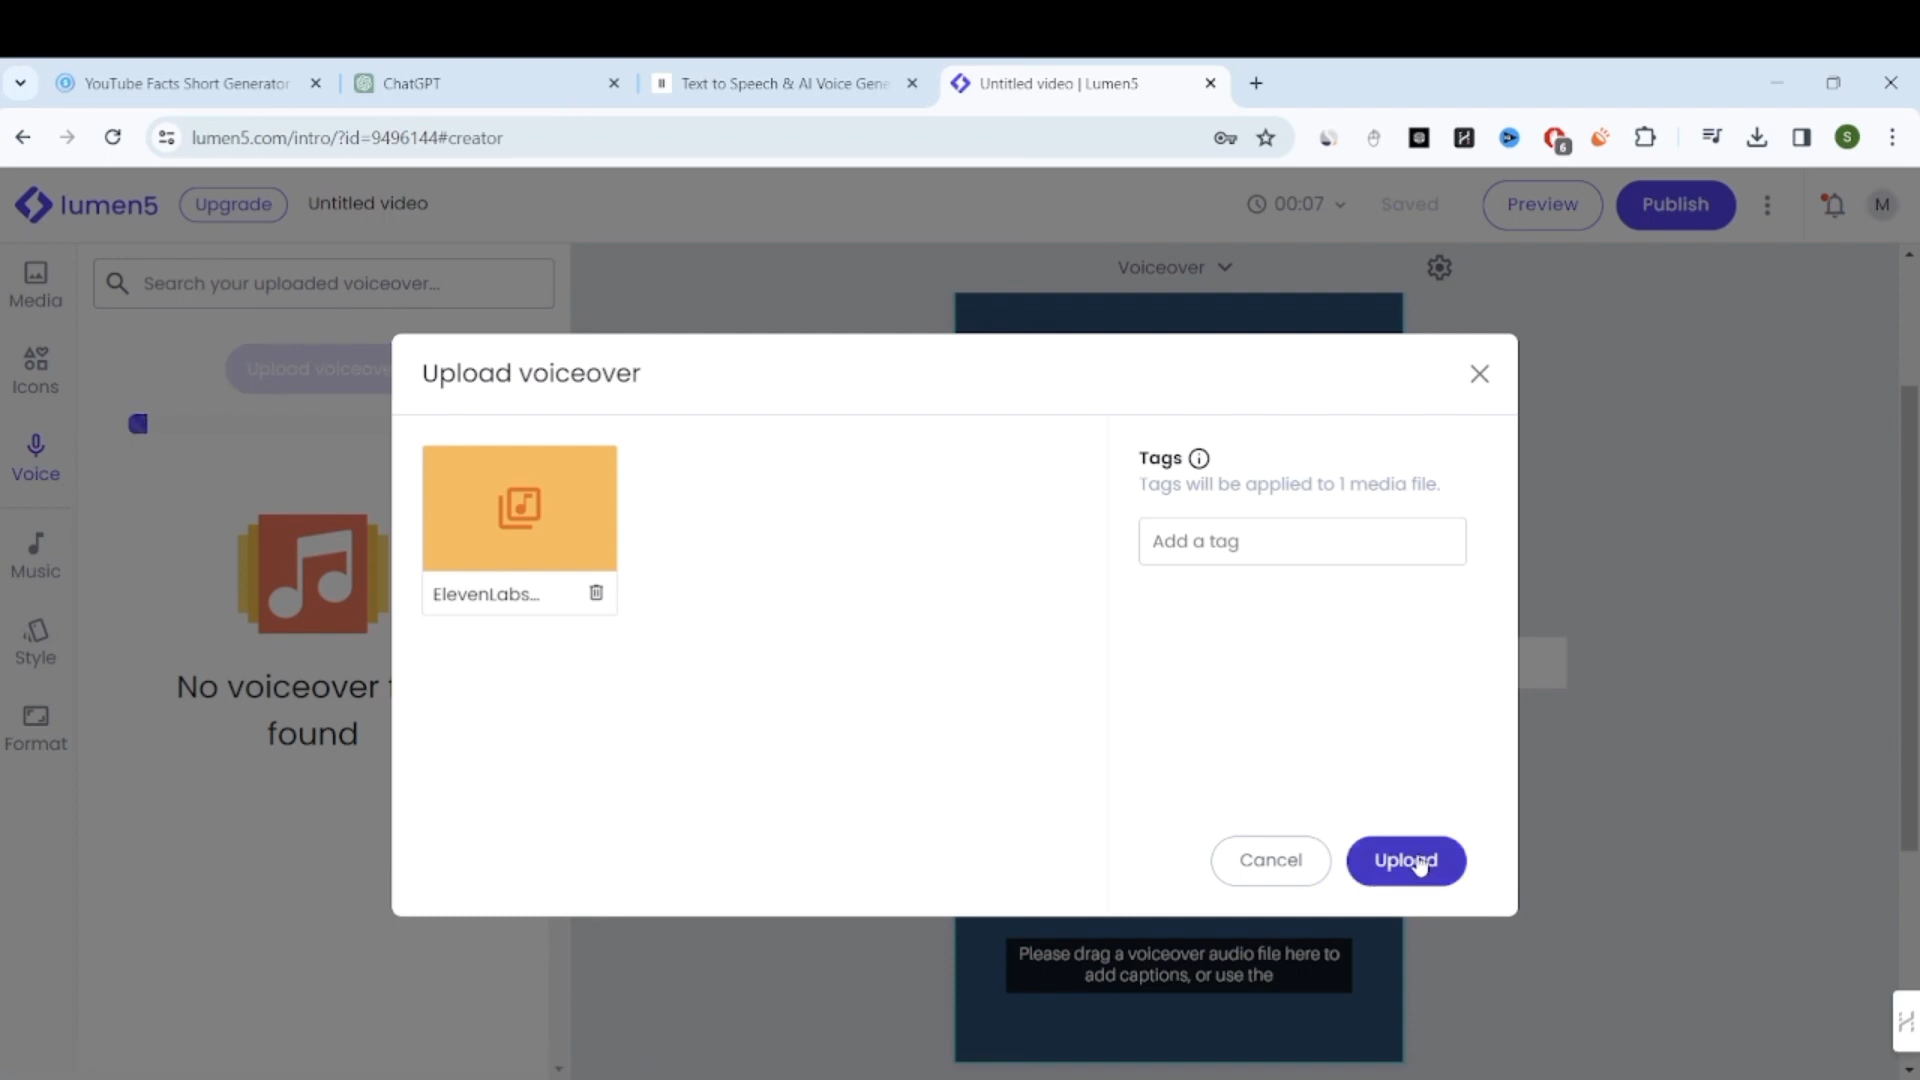 YouTube Facts Short Generator
ChatGPT
Text to Speech & AI Voice Gene
Untitled video | Lumen5
lumen5.com/intro/?id=9496144#creator
6
S
lumen5
Upgrade
Untitled video
00:07
Saved
Preview
Publish
M
Media
Icons
Voice
Music
Style
Format
Search your uploaded voiceover...
Upload voiceove
No voiceover f
found
Voiceover
Upload voiceover
ElevenLabs...
Tags
Tags will be applied to 1 media file.
Add a tag
Cancel
Upload
Please drag a voiceover audio file here to
add captions, or use the